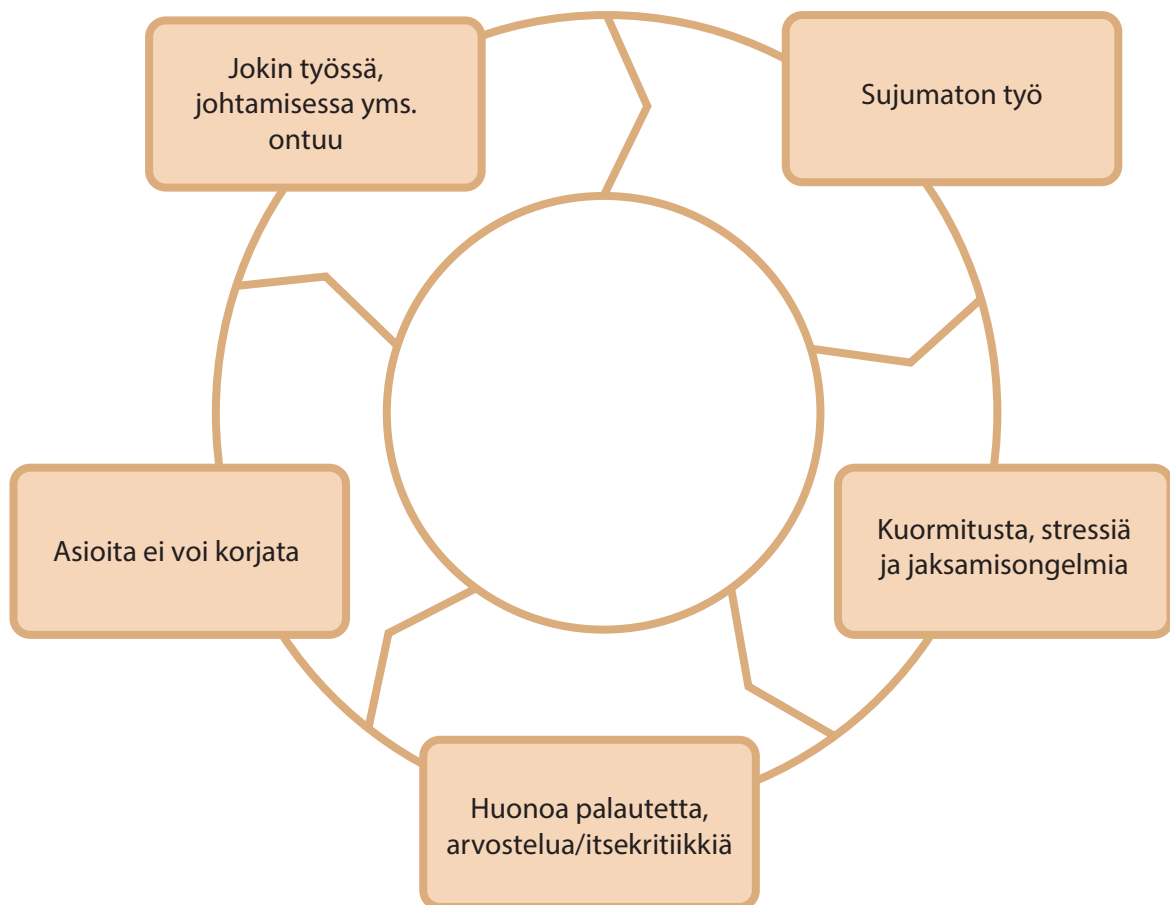 Jokin työssä,
johtamisessa yms.
ontuu
Sujumaton työ
Kuormitusta, stressiä
ja jaksamisongelmia
Huonoa palautetta,
arvostelua/itsekritiikkiä
Asioita ei voi korjata